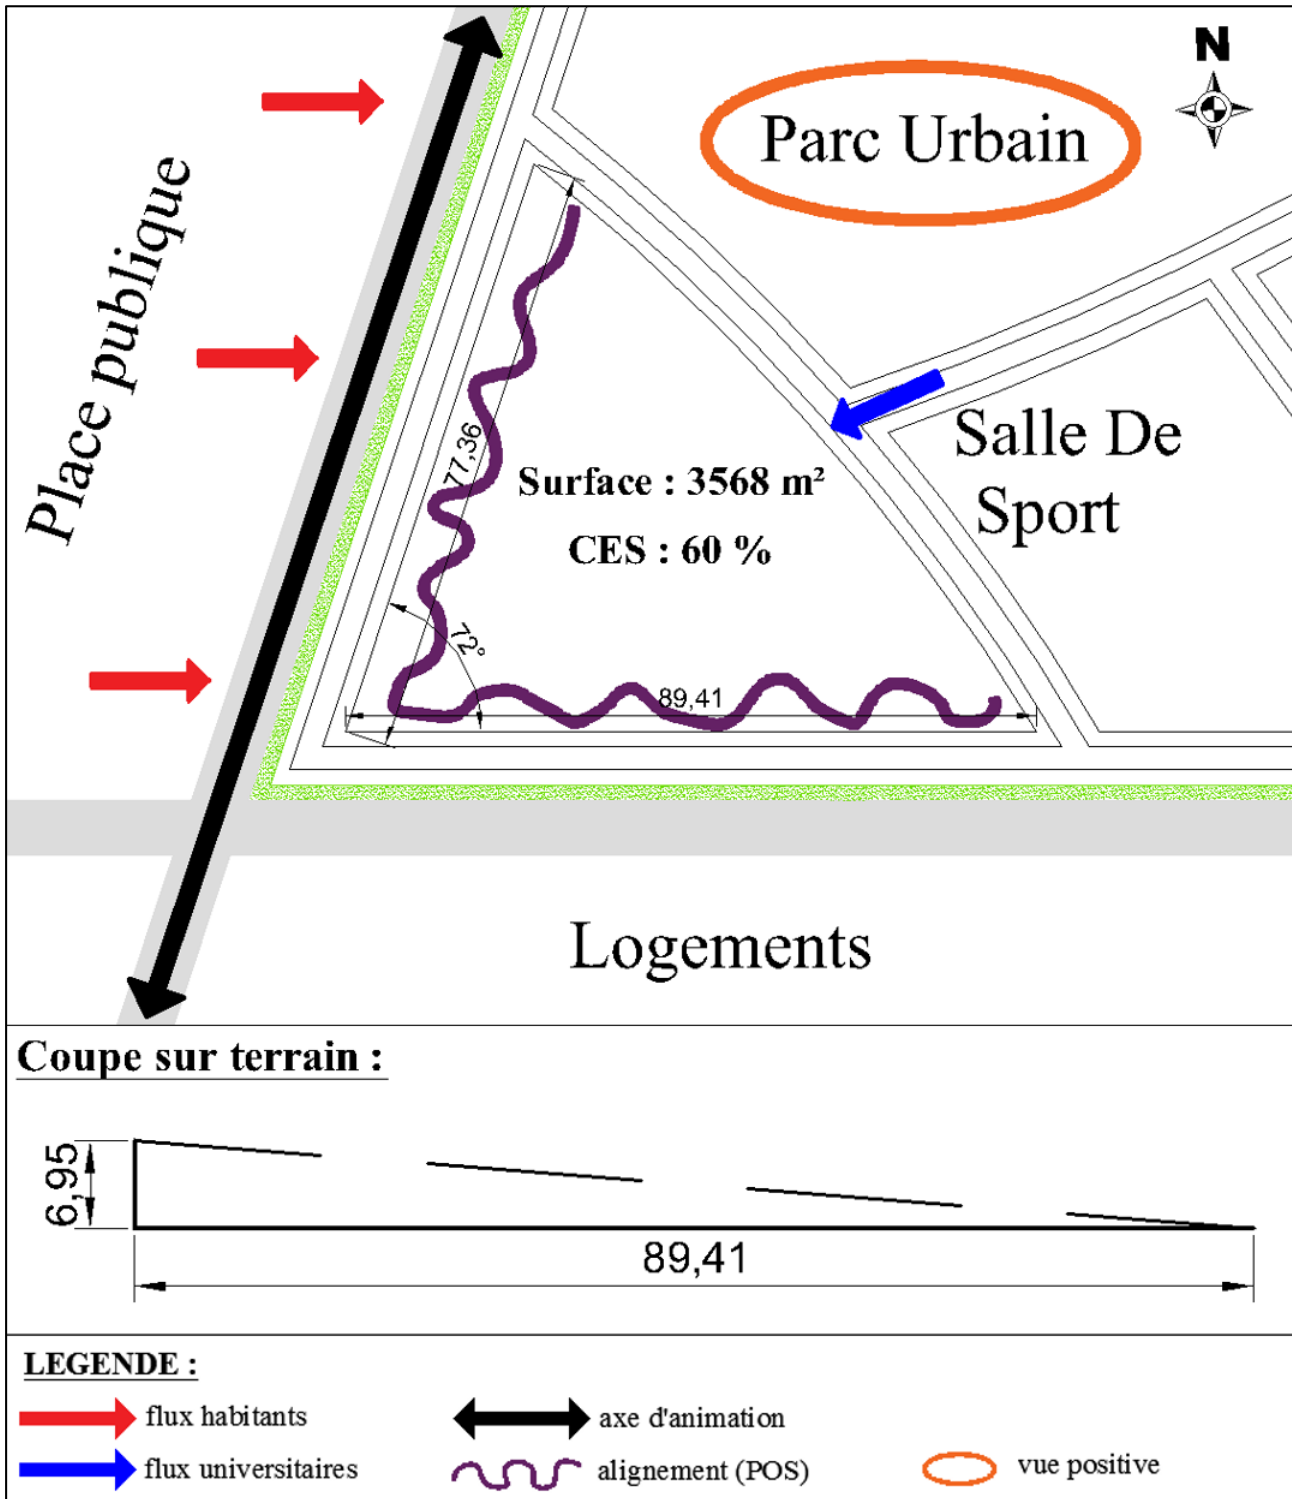 N
Parc Urbain
Place publique
77,36
Salle De
Sport
Surface : 3568 m²
CES : 60 %
72°
89,41
Logements
Coupe sur terrain :
6,95
89,41
LEGENDE :
flux habitants
axe d'animation
flux universitaires
alignement (POS)
vue positive